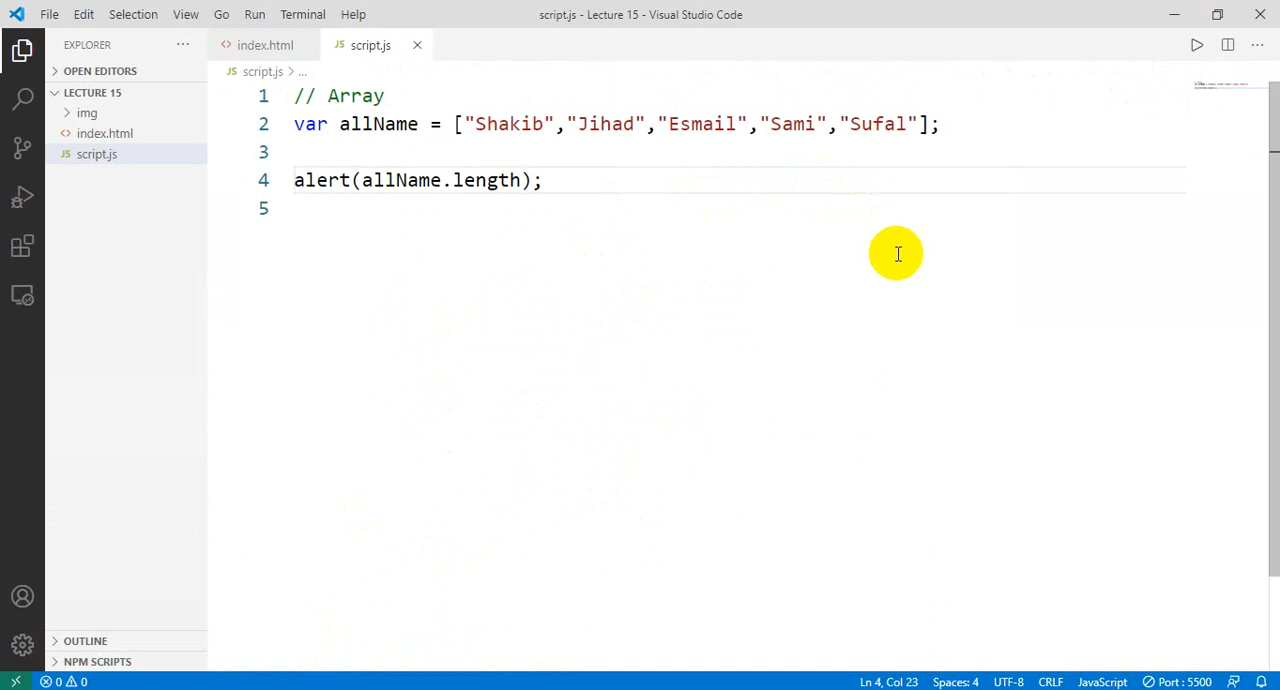 File Edit Selection View Go Run Terminal Help script.js - Lecture 15 - Visual Studio Code
EXPLORER ··· <> index.html JS script.js ×
OPEN EDITORS
JS script.js > ...
LECTURE 15
img
<> index.html
JS script.js
1 // Array
2 var allName = ["Shakib","Jihad","Esmail","Sami","Sufal"];
3
4 alert(allName.length);
5
OUTLINE
NPM SCRIPTS
0 0 Ln 4, Col 23 Spaces: 4 UTF-8 CRLF JavaScript Port : 5500